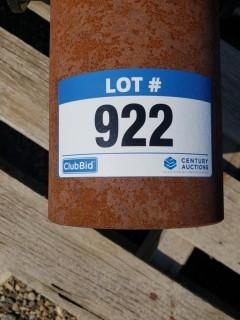 LOT #
922
ClubBid
CENTURY
AUCTIONS